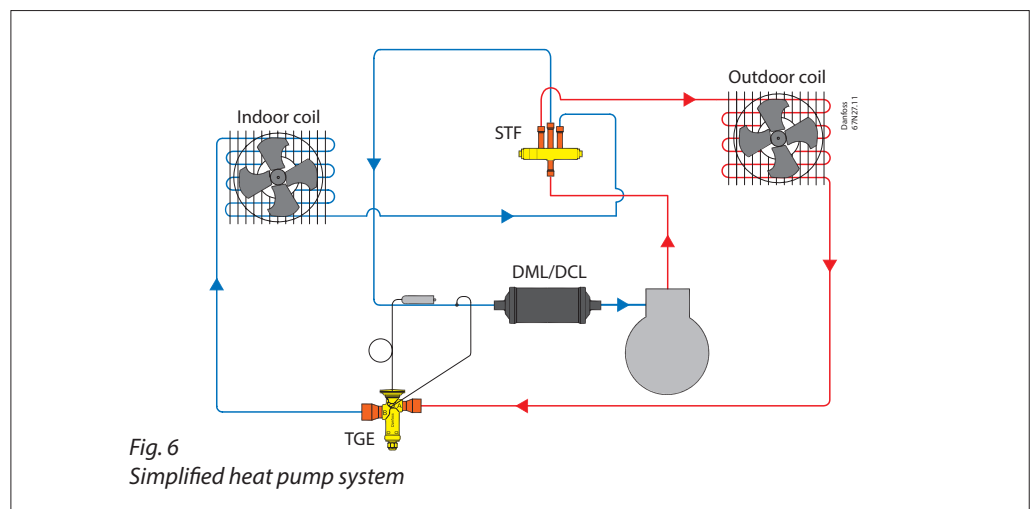 Outdoor coil
Indoor coil
STF
Danfoss
67N27.11
DML/DCL
B
A
TGE
Fig. 6
Simplified heat pump system